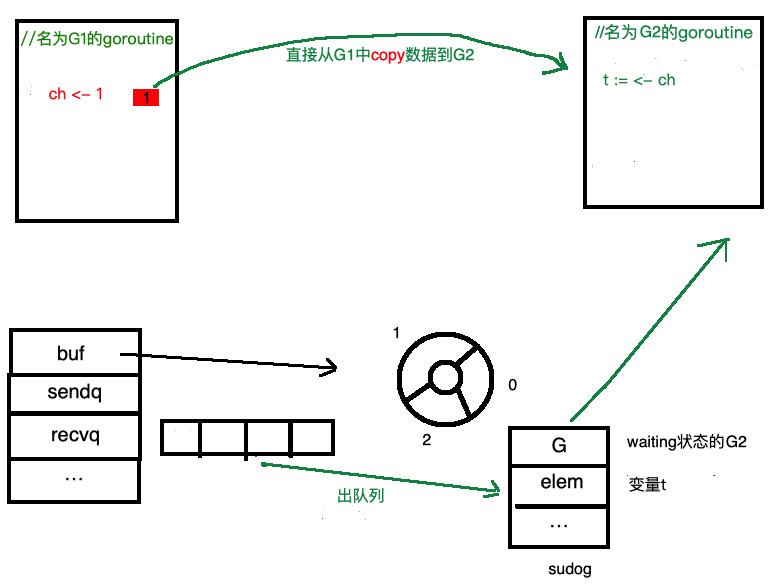 //名为G1的goroutine
//名为G2的goroutine
直接从G1中copy数据到G2
ch <- 1
1
t := <- ch
buf
sendq
recvq
...
1
0
2
出队列
G
waiting状态的G2
elem
变量t
...
sudog